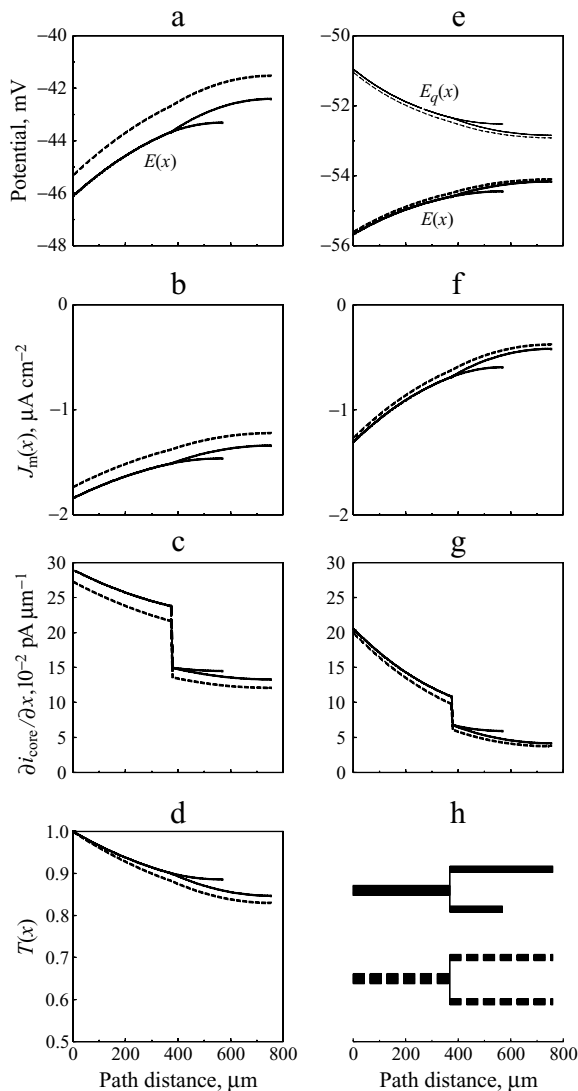 a
−40
−42
−44
−46
−48
Potential, mV
E(x)
e
−50
−52
−54
−56
E_q(x)
E(x)
b
0
−1
−2
J_m(x), μA cm⁻²
f
0
−1
−2
c
30
25
20
15
10
5
0
∂i_core/∂x,10⁻² pA μm⁻¹
g
30
25
20
15
10
5
0
d
1.0
0.9
0.8
0.7
0.6
0.5
T(x)
0 200 400 600 800
Path distance, μm
h
0 200 400 600 800
Path distance, μm